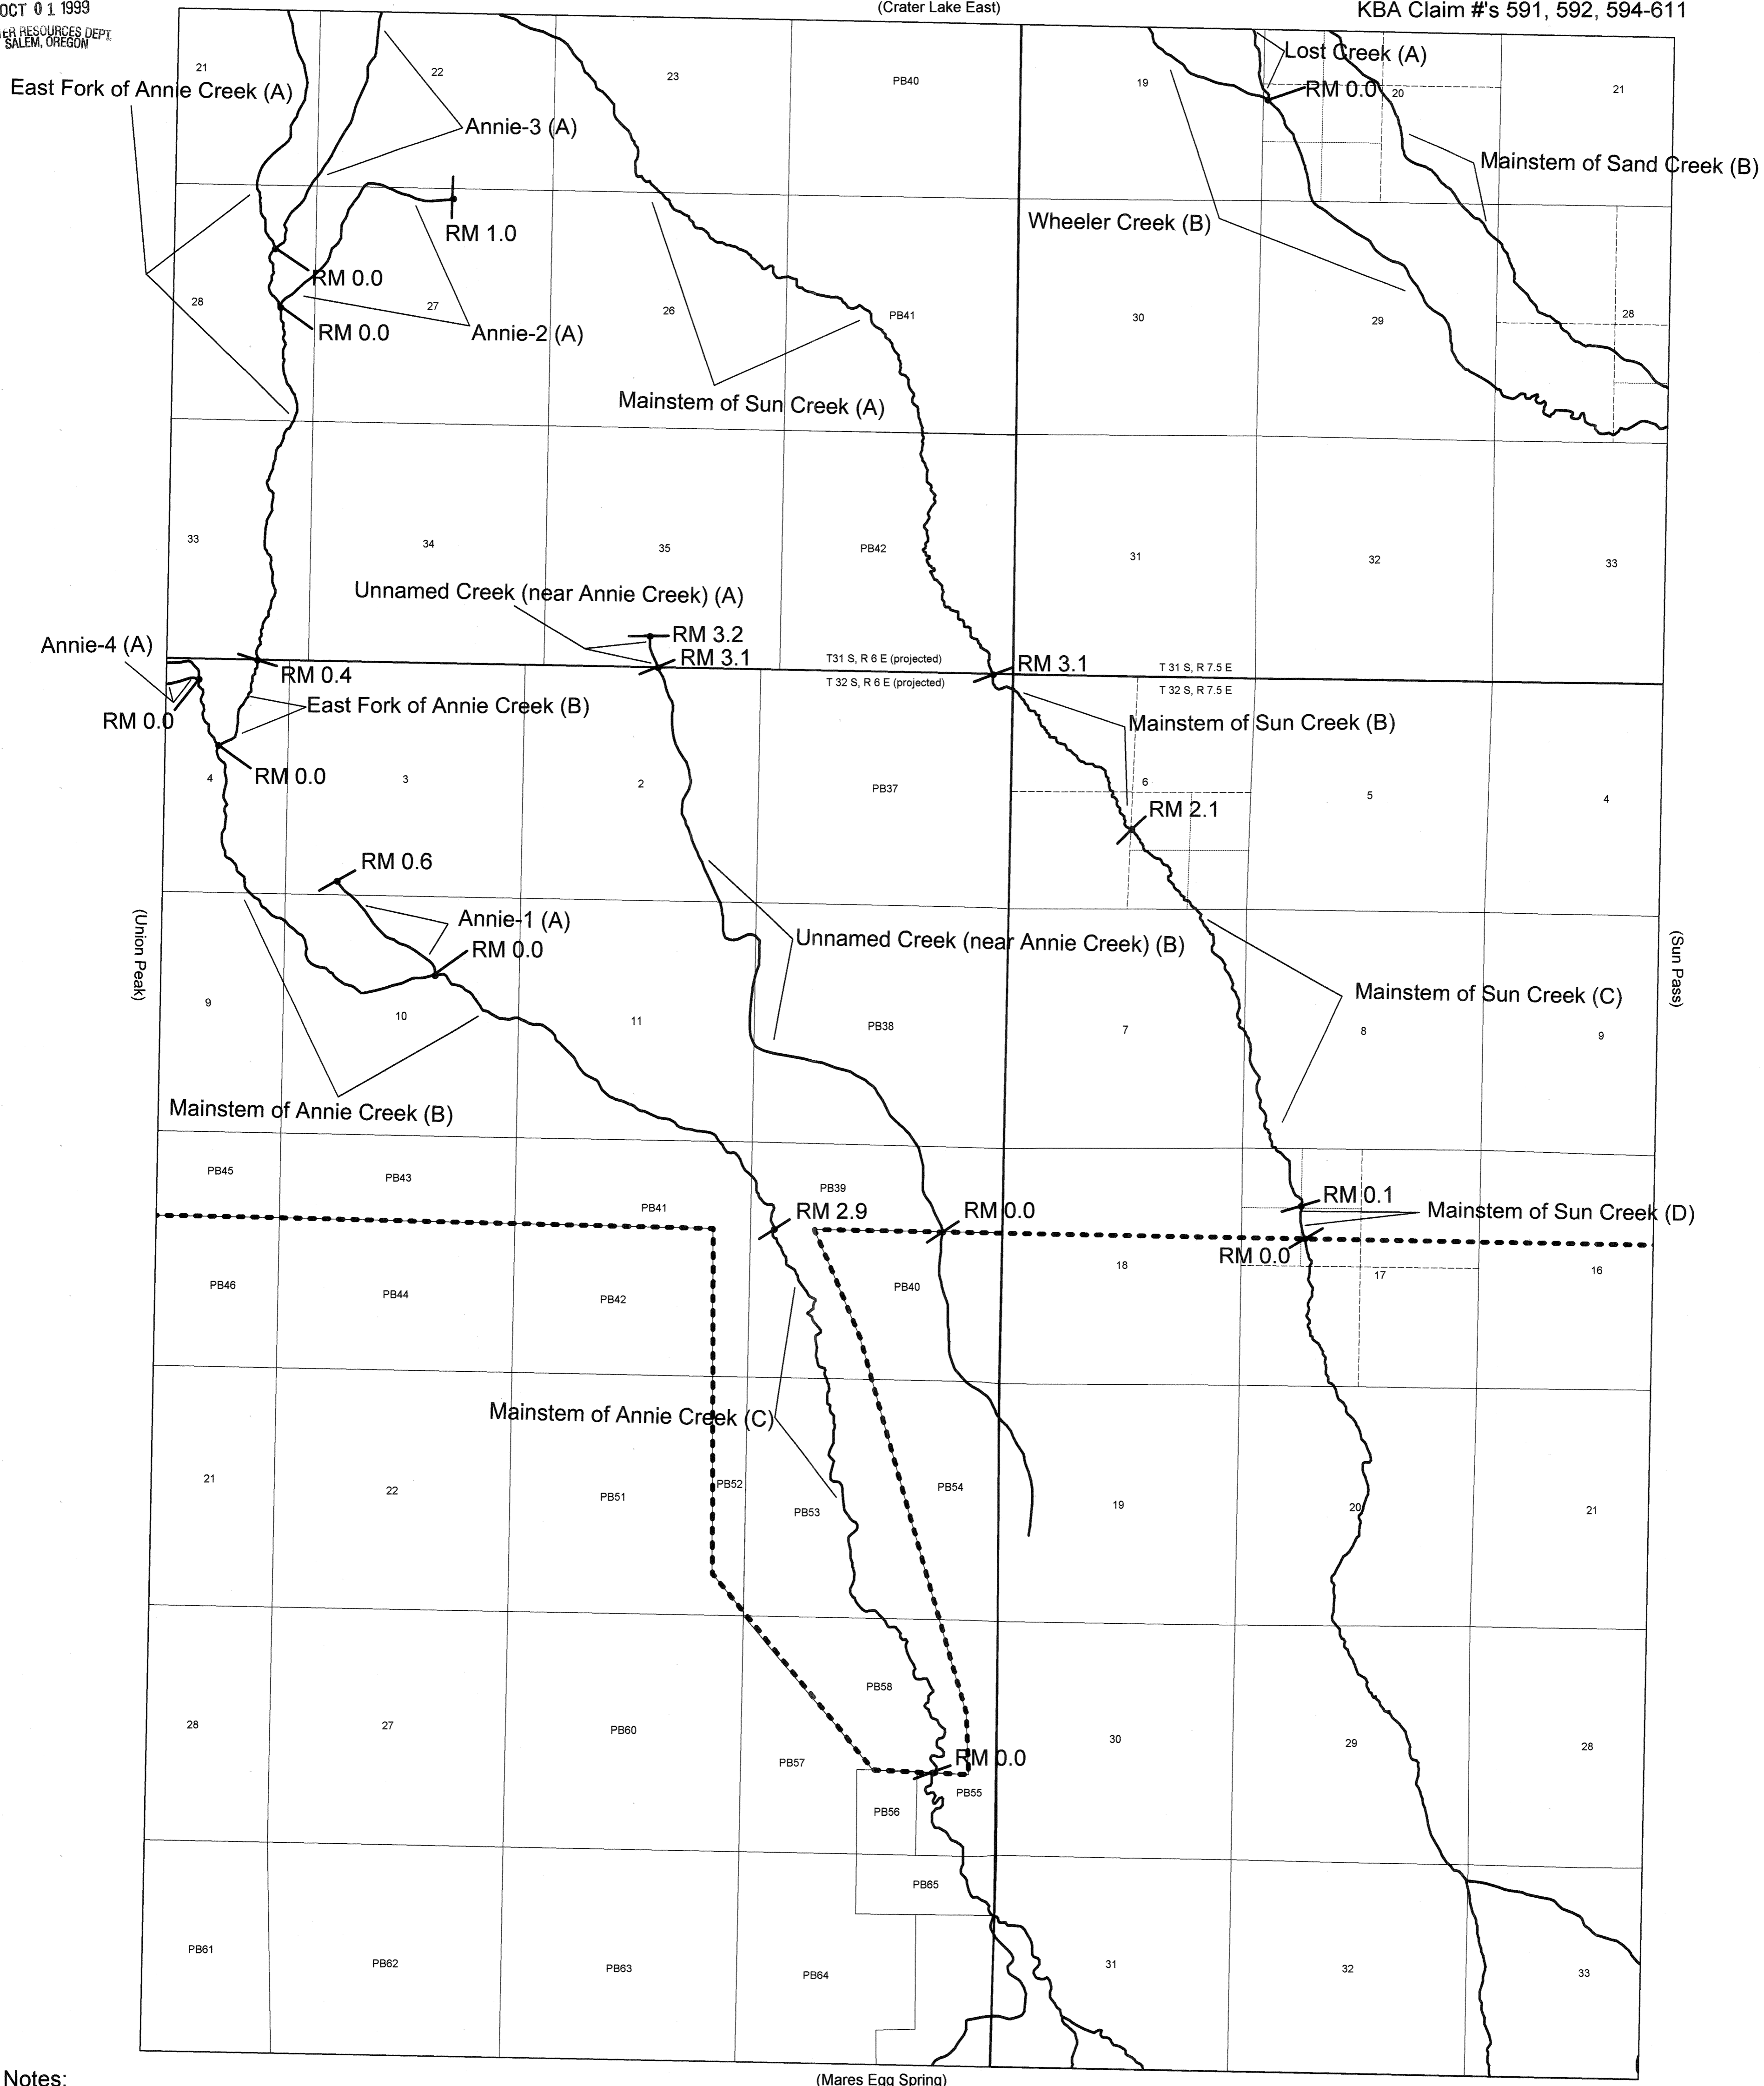 OCT 01 1999
(Crater Lake East)
KBA Claim #'s 591, 592, 594-611
ER RESOURCES DEPT.
SALEM, OREGON
21
22
23
PB40
19
Lost Creek (A)
RM 0.0
20
21
East Fork of Annie Creek (A)
Annie-3 (A)
Mainstem of Sand Creek (B)
RM 1.0
Wheeler Creek (B)
RM 0.0
28
27
26
PB41
30
29
28
RM 0.0
Annie-2 (A)
Mainstem of Sun Creek (A)
33
34
35
PB42
31
32
33
Unnamed Creek (near Annie Creek) (A)
Annie-4 (A)
RM 3.2
RM 3.1
T31 S, R 6 E (projected)
RM 3.1
T 31 S, R 7.5 E
RM 0.4
T 32 S, R 6 E (projected)
T 32 S, R 7.5 E
RM 0.0
East Fork of Annie Creek (B)
Mainstem of Sun Creek (B)
RM 0.0
4
3
2
PB37
6
5
4
RM 2.1
RM 0.6
Annie-1 (A)
RM 0.0
Unnamed Creek (near Annie Creek) (B)
(Union Peak)
(Sun Pass)
Mainstem of Sun Creek (C)
9
10
11
PB38
7
8
9
Mainstem of Annie Creek (B)
PB45
PB43
PB41
PB39
RM 2.9
RM 0.0
RM 0.1
Mainstem of Sun Creek (D)
RM 0.0
PB46
PB44
PB42
PB40
18
17
16
Mainstem of Annie Creek (C)
21
22
PB51
PB52
PB53
PB54
19
20
21
PB58
28
27
PB60
PB57
RM 0.0
30
29
28
PB55
PB56
PB65
PB61
PB62
PB63
PB64
31
32
33
Notes:
(Mares Egg Spring)